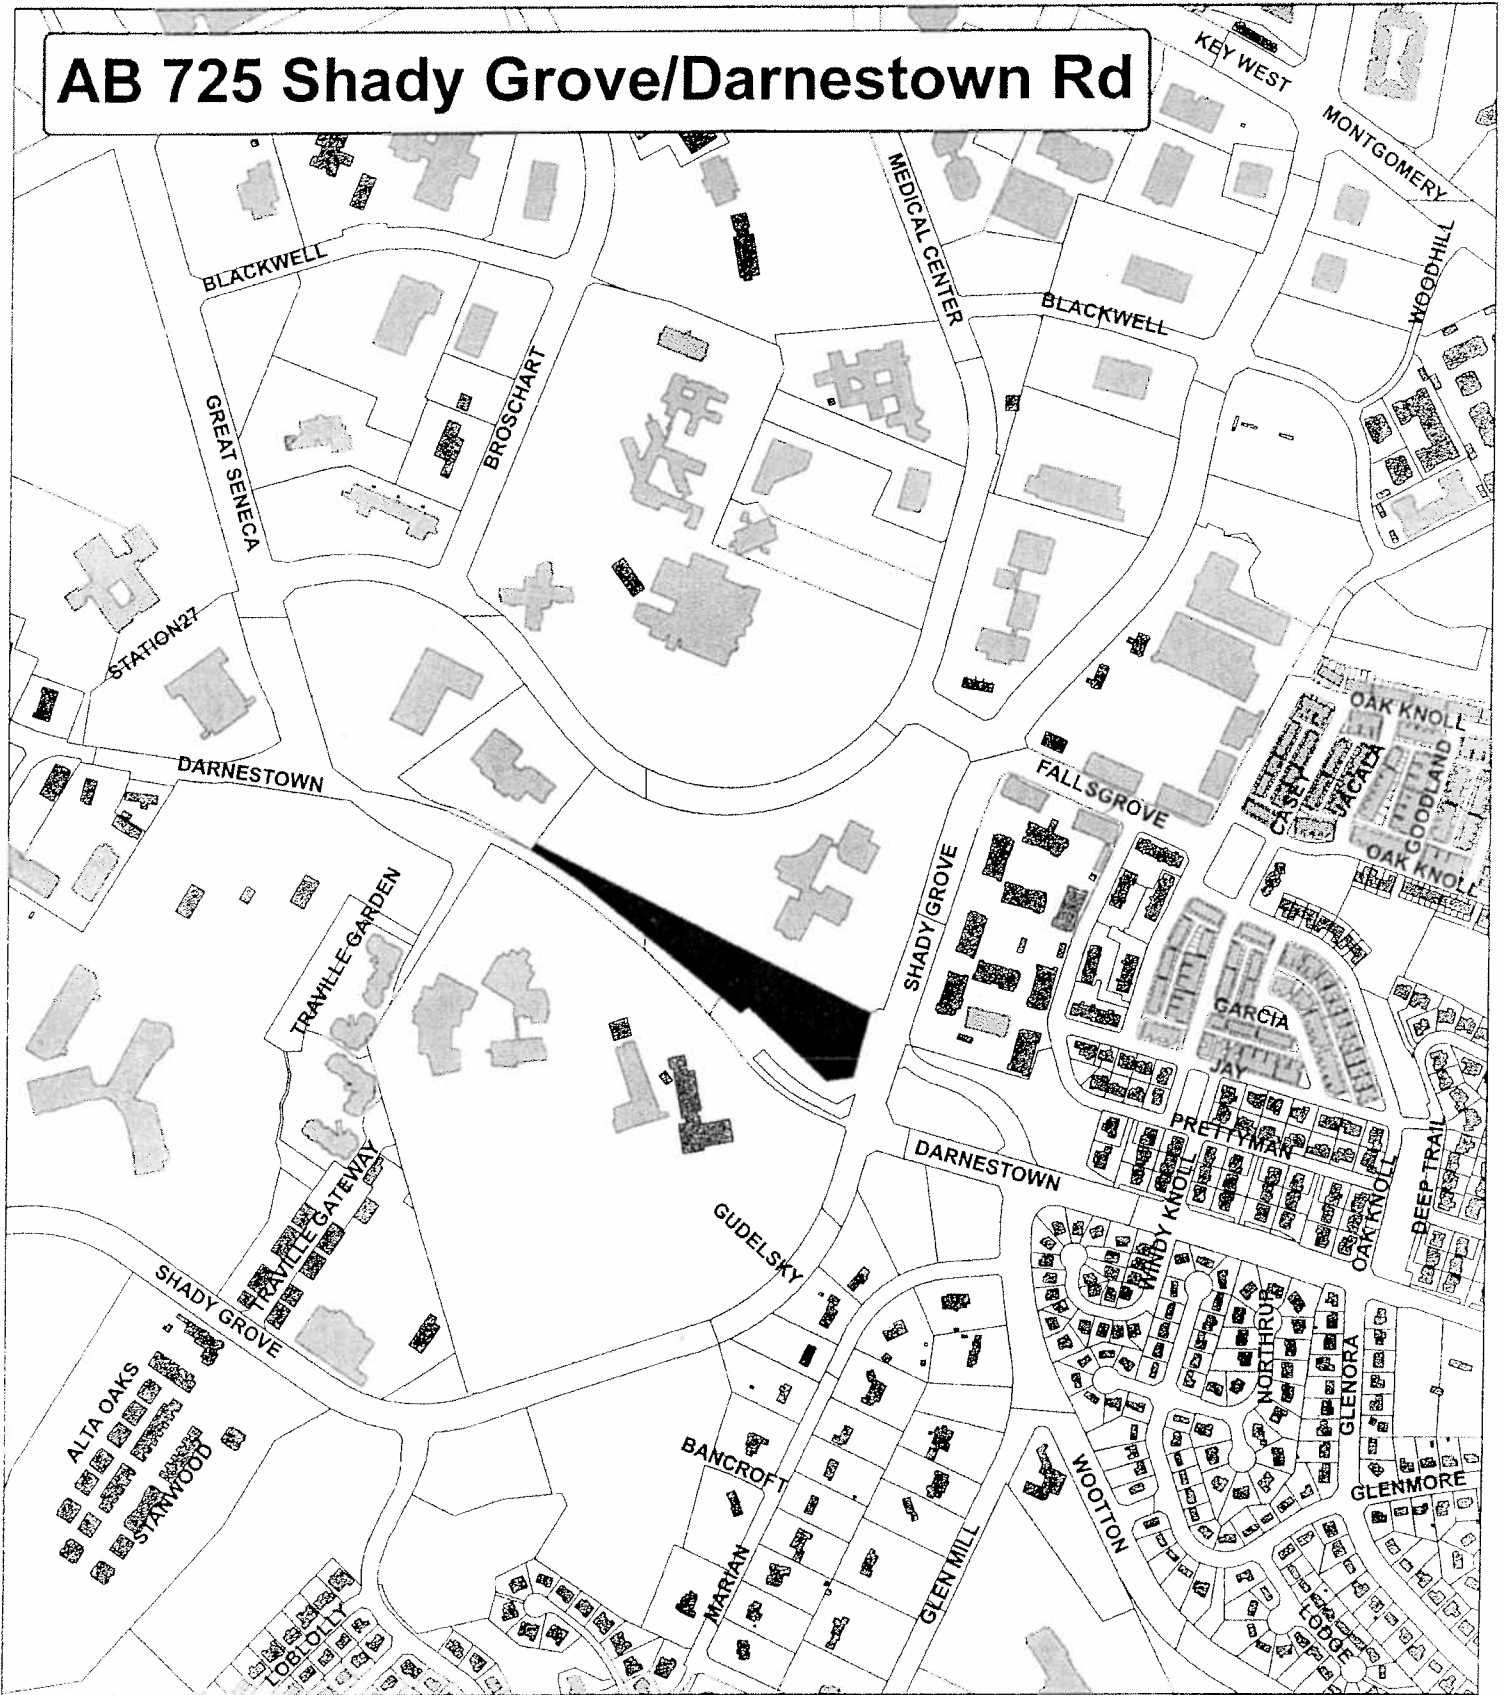 AB 725 Shady Grove/Darnestown Rd
KEY WEST
MONTGOMERY
MEDICAL CENTER
WOODHILL
BLACKWELL
BLACKWELL
BROSCHART
GREAT SENECA
STATION27
OAK KNOLL
DARNESTOWN
FALLSGROVE
CASEY
JACALA
GOODLAND
OAK KNOLL
SHADY GROVE
TRAVILLE GARDEN
GARCIA
JAY
PRETTYMAN
DARNESTOWN
WINDY KNOLL
OAK KNOLL
DEEP TRAIL
TRAVILLE GATEWAY
GUDELSKY
SHADY GROVE
NORTHRUP
GLENORA
ALTA OAKS
STANWOOD
BANCROFT
WOOTTON
GLENMORE
MARIAN
GLEN MILL
LOBLOLLY
LODGE